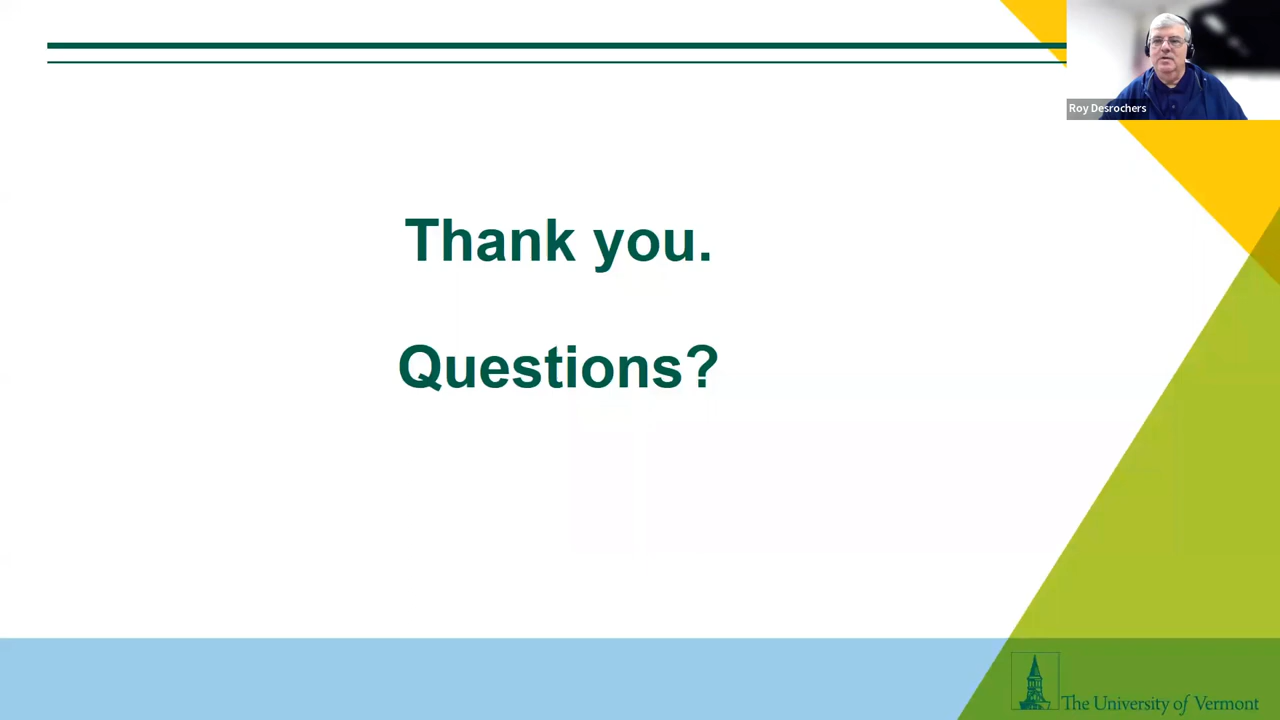 Roy Desrochers
Thank you.
Questions?
The University of Vermont